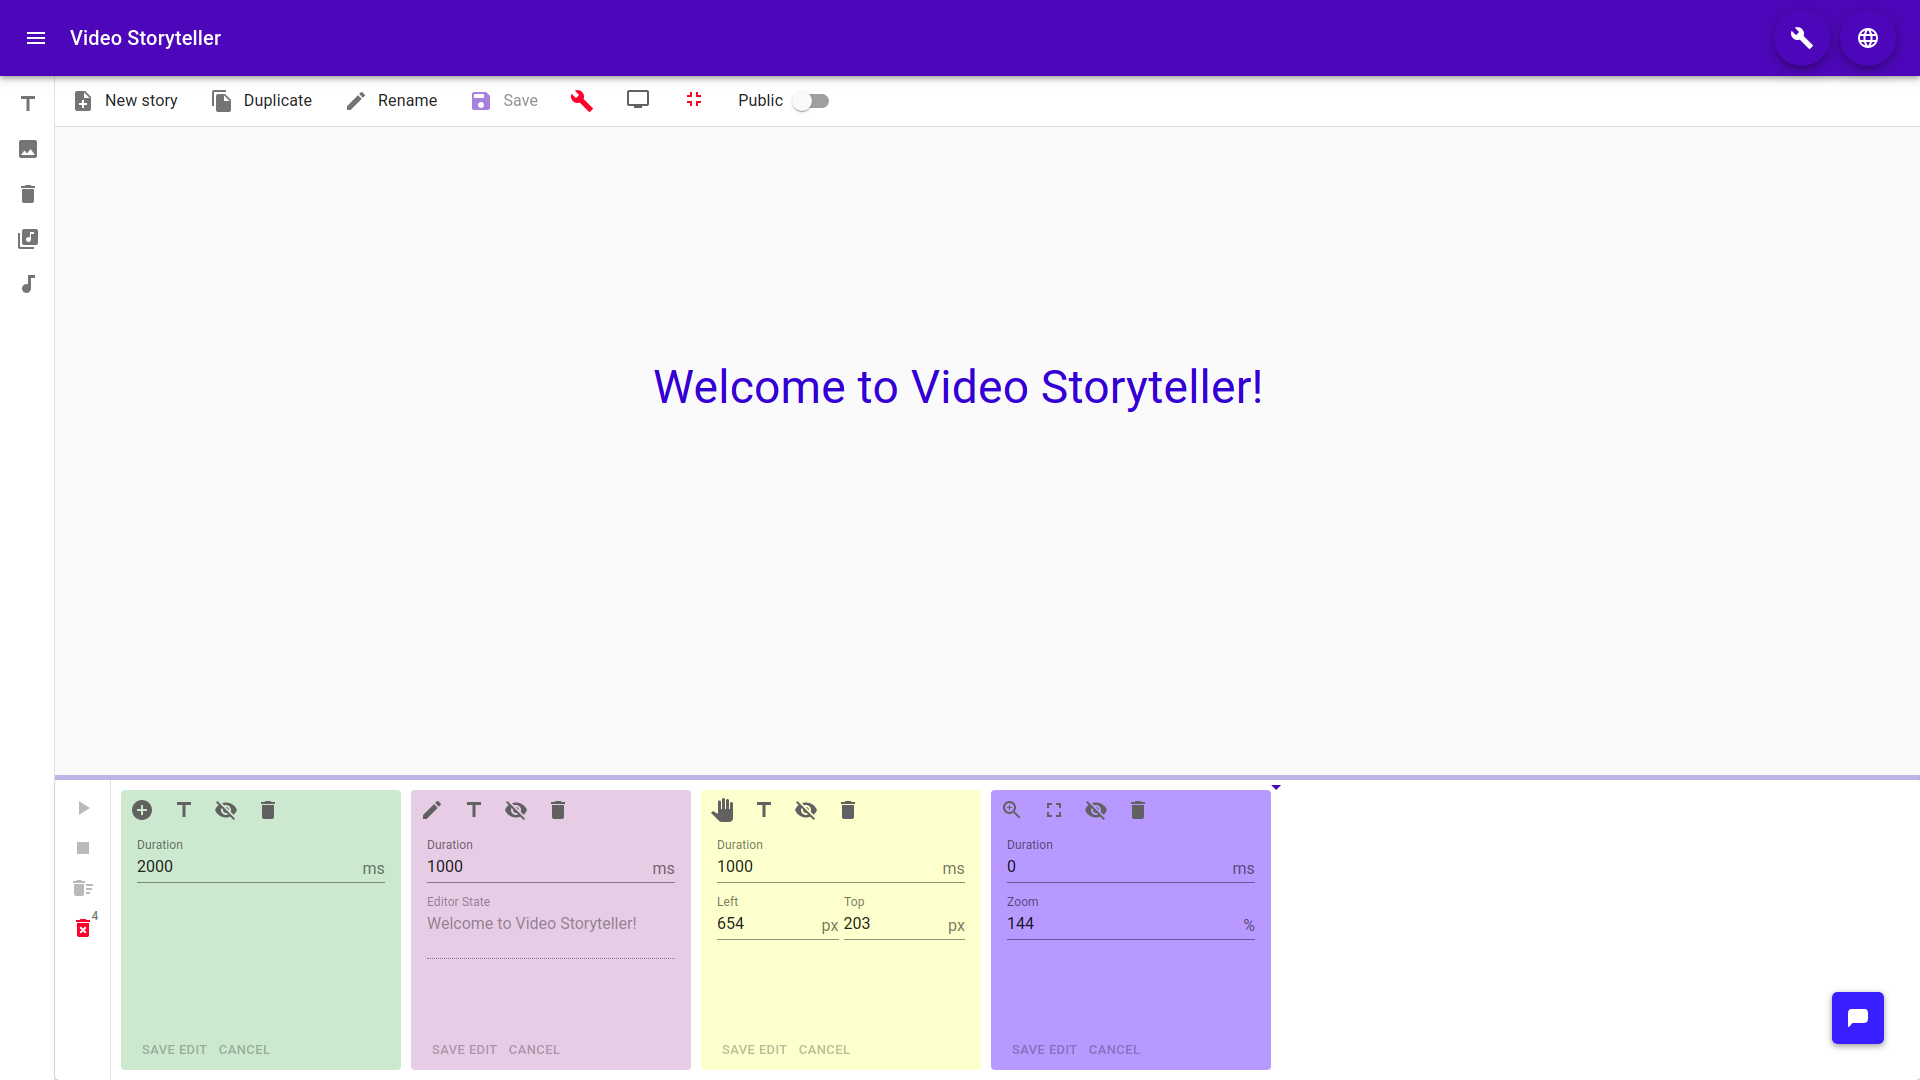 Video Storyteller
New story
Duplicate
Rename
Save
Public
Welcome to Video Storyteller!
4
Duration
2000 ms
SAVE EDIT CANCEL
Duration
1000 ms
Editor State
Welcome to Video Storyteller!
SAVE EDIT CANCEL
Duration
1000 ms
Left Top
654 px 203 px
SAVE EDIT CANCEL
Duration
0 ms
Zoom
144 %
SAVE EDIT CANCEL